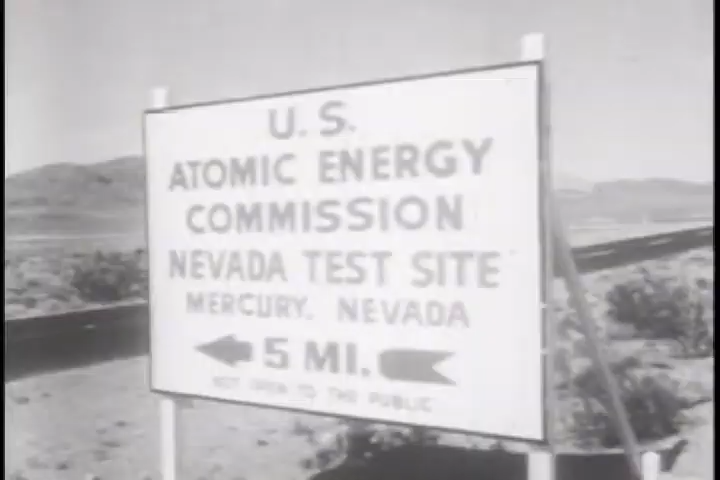 U. S.
ATOMIC ENERGY
COMMISSION
NEVADA TEST SITE
MERCURY, NEVADA
5 MI.
NOT OPEN TO THE PUBLIC